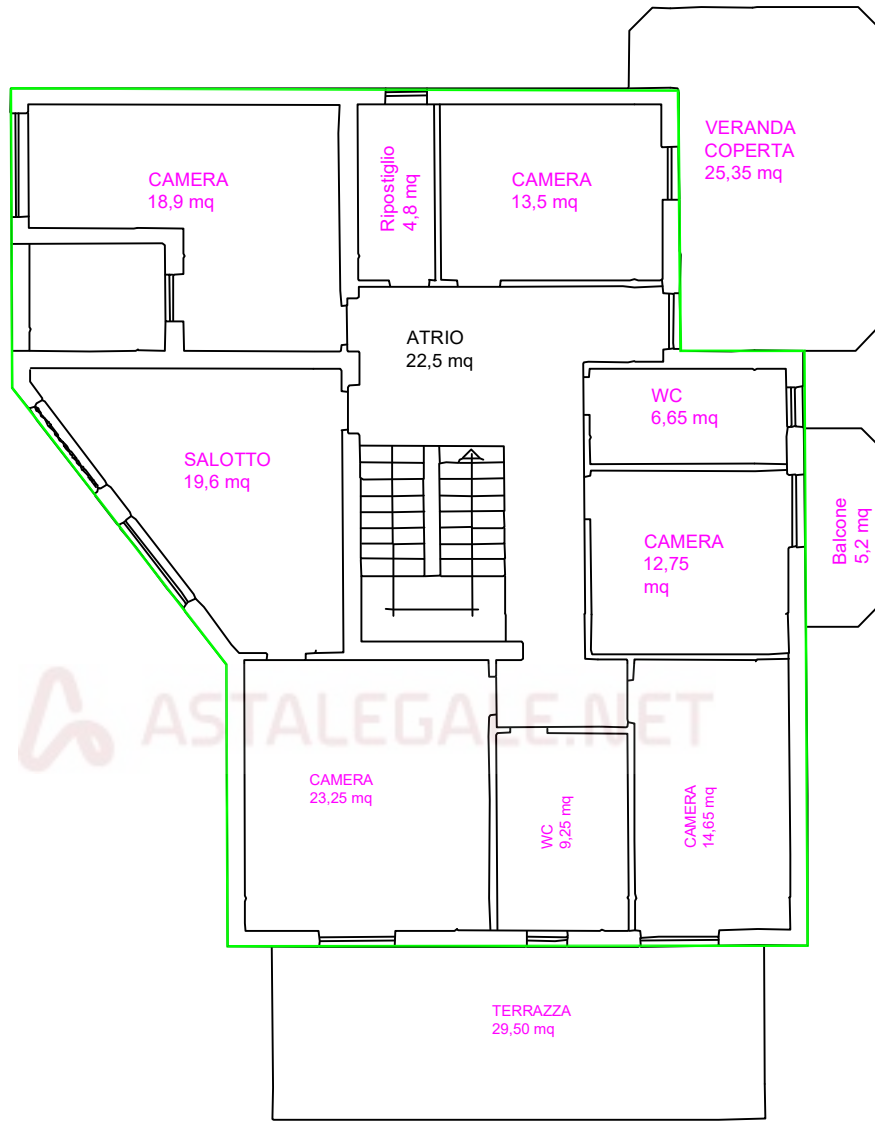 VERANDA
COPERTA
25,35 mq
CAMERA
18,9 mq
Ripostiglio
4,8 mq
CAMERA
13,5 mq
ATRIO
22,5 mq
WC
6,65 mq
SALOTTO
19,6 mq
CAMERA
12,75
mq
Balcone
5,2 mq
ASTALEGALE.NET
CAMERA
23,25 mq
WC
9,25 mq
CAMERA
14,65 mq
TERRAZZA
29,50 mq